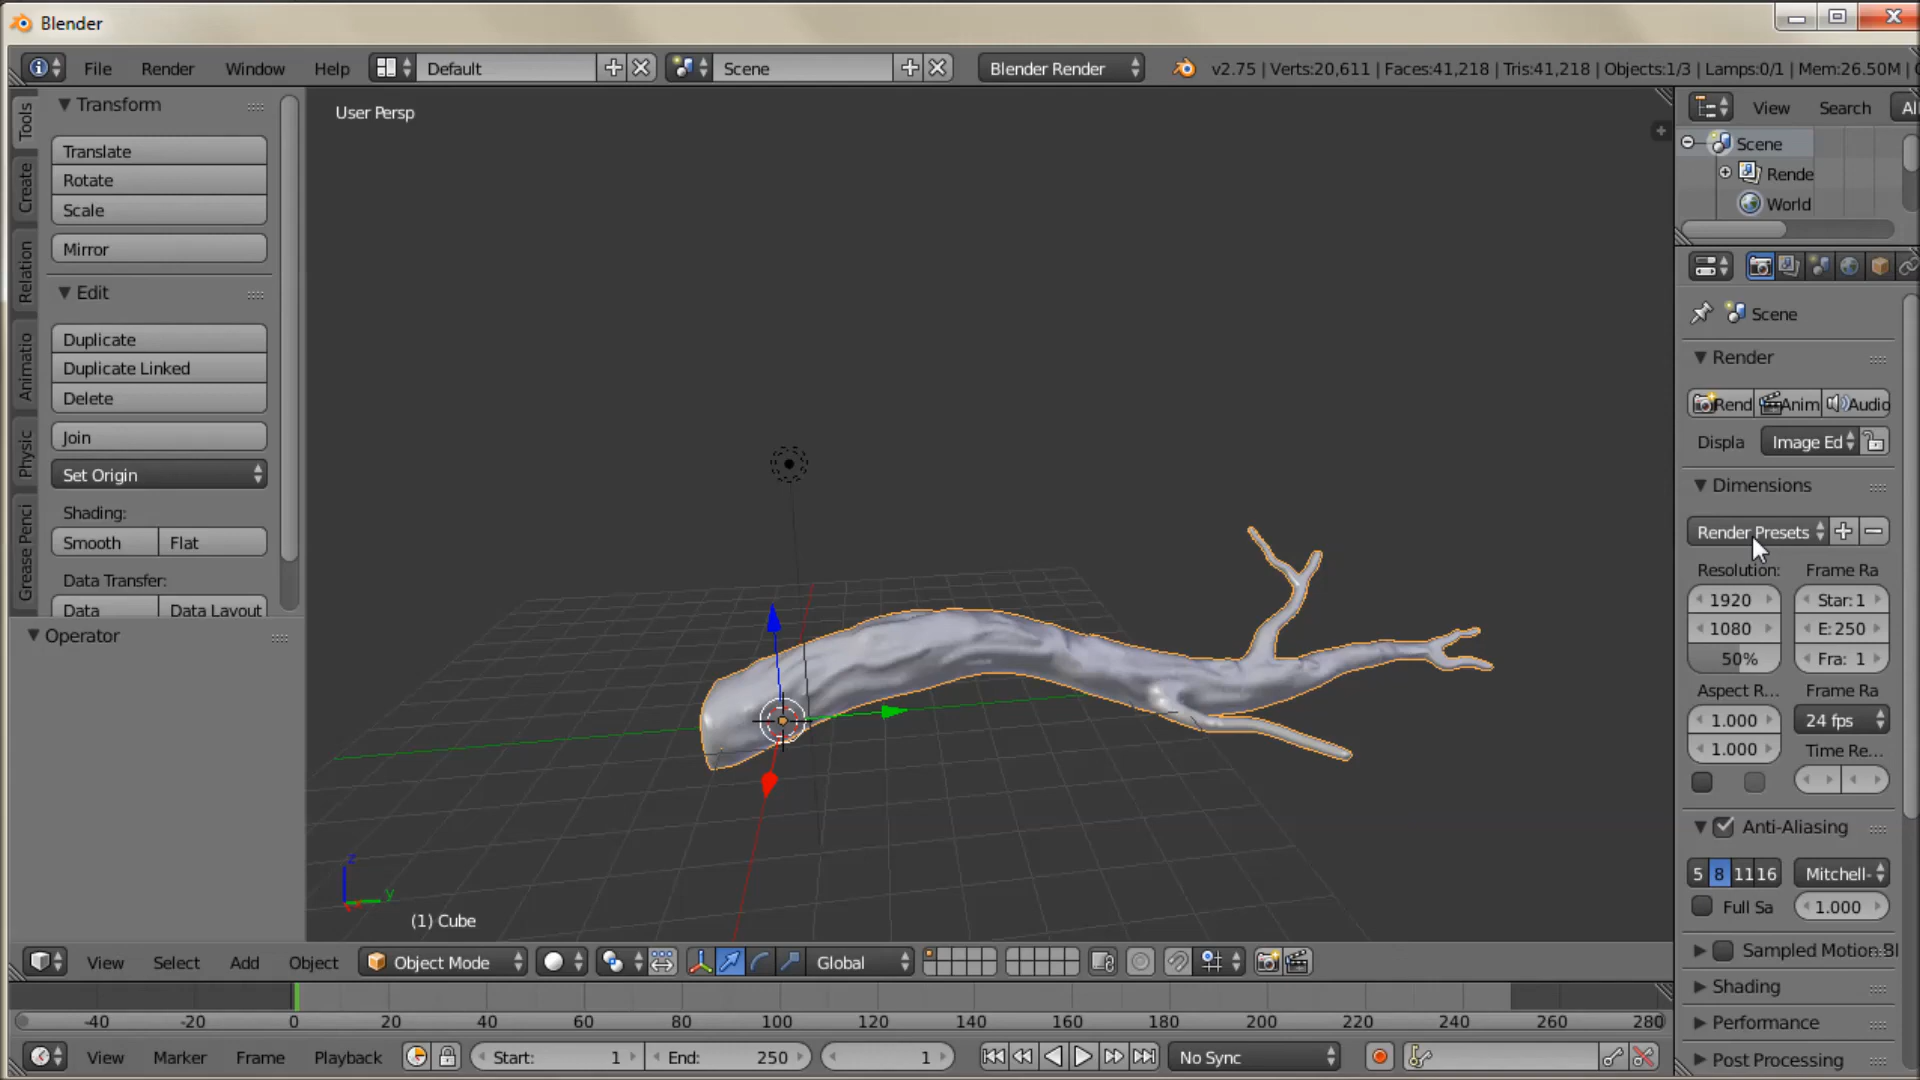 Blender
File Render Window Help Default Scene Blender Render v2.75 | Verts:20,611 | Faces:41,218 | Tris:41,218 | Objects:1/3 | Lamps:0/1 | Mem:26.50M |
Tools
Create
Relation
Animatio
Physic
Grease Penci
Transform
Translate
Rotate
Scale
Mirror
Edit
Duplicate
Duplicate Linked
Delete
Join
Set Origin
Shading:
Smooth Flat
Data Transfer:
Data Data Layout
Operator
User Persp
z
y
(1) Cube
View Search Al
Scene
Rende
World
Scene
Render
Rend Anim Audio
Displa Image Ed
Dimensions
Render Presets
Resolution: Frame Ra
1920 Star: 1
1080 E: 250
50% Fra: 1
Aspect R... Frame Ra
1.000 24 fps
1.000 Time Re...
Anti-Aliasing
5 8 11 16 Mitchell-
Full Sa 1.000
Sampled Motion Bl
Shading
Performance
Post Processing
View Select Add Object Object Mode Global
-40 -20 0 20 40 60 80 100 120 140 160 180 200 220 240 260 280
View Marker Frame Playback Start: 1 End: 250 1 No Sync